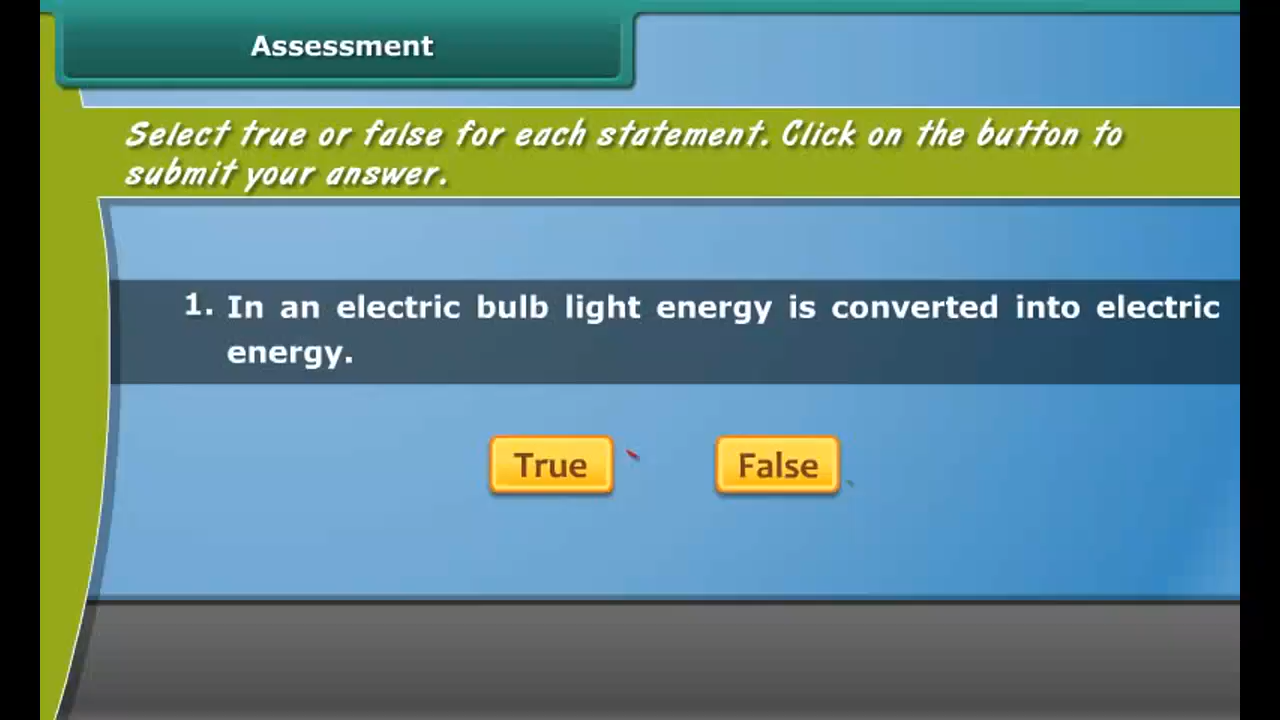 Assessment
Select true or false for each statement. Click on the button to
submit your answer.
1. In an electric bulb light energy is converted into electric
energy.
True False